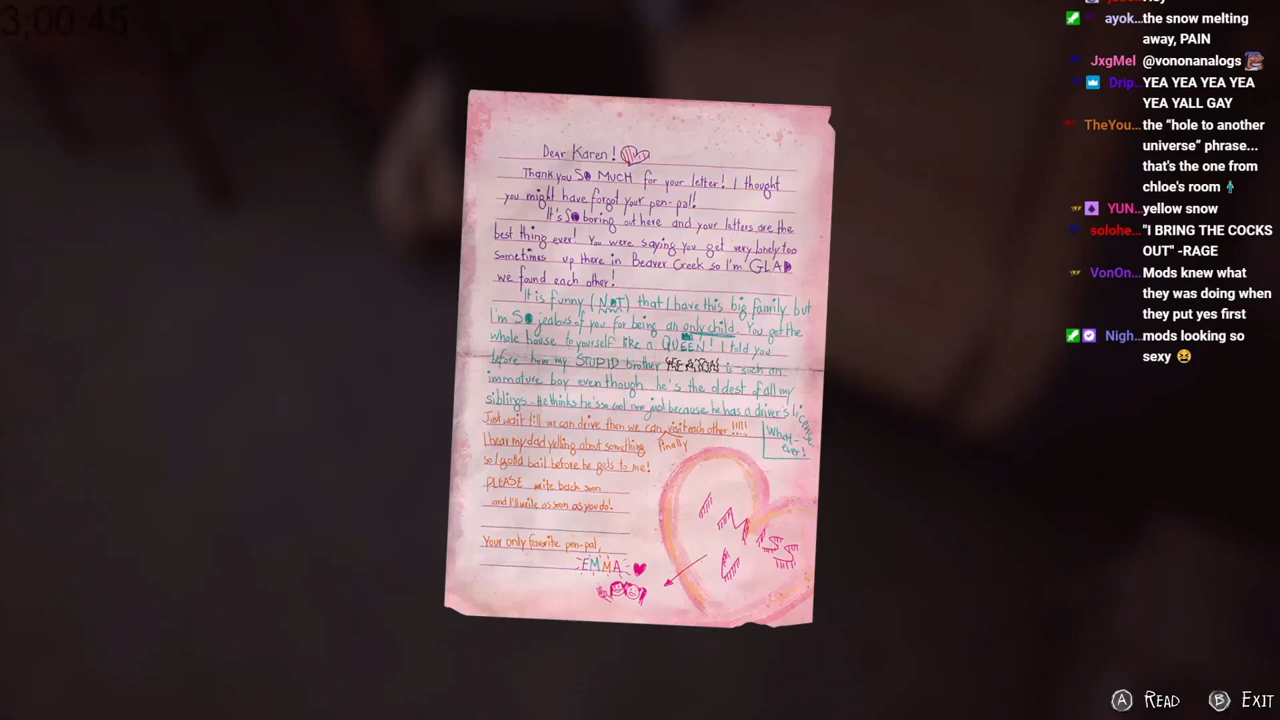 3:00:45
Dear Karen!
Thank you SO MUCH for your letter! I thought
you might have forgot your pen-pal!
It's SO boring out here and your letters are the
best thing ever! You were saying you get very lonely too
sometimes up there in Beaver Creek so I'm GLAD
we found each other!
It is funny (NOT) that I have this big family but
I'm SO jealous of you for being an only child. You get the
whole house to yourself like a QUEEN! I told you
before how my STUPID brother is such an
immature boy even though he's the oldest of all my
siblings. He thinks he's so cool now just because he has a driver's license.
What-
ever!
Just wait till we can drive then we can visit each other!!!!!
Finally
I hear my dad yelling about something
so I gotta bail before he gets to me!
PLEASE write back soon
and I'll write as soon as you do!
Your only favorite pen-pal,
EMMA
ayok… the snow melting
away, PAIN
JxgMel @vononanalogs
Drip… YEA YEA YEA YEA
YEA YALL GAY
TheYou… the “hole to another
universe” phrase...
that's the one from
chloe's room
YUN… yellow snow
solohe… "I BRING THE COCKS
OUT" -RAGE
VonOn… Mods knew what
they was doing when
they put yes first
Nigh… mods looking so
sexy
A READ B EXIT